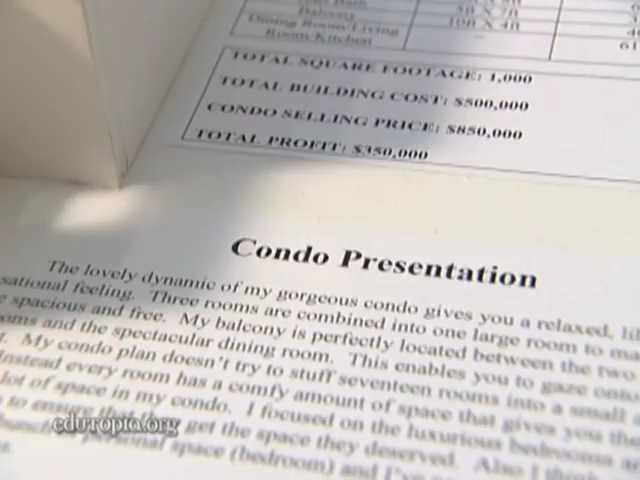 Balcony
Dining Room/Living
Room/Kitchen
TOTAL SQUARE FOOTAGE: 1,000
TOTAL BUILDING COST: $500,000
CONDO SELLING PRICE: $850,000
TOTAL PROFIT: $350,000
Condo Presentation
The lovely dynamic of my gorgeous condo gives you a relaxed,
sational feeling. Three rooms are combined into one large room to
spacious and free. My balcony is perfectly located between the two
oms and the spectacular dining room. This enables you to gaze
My condo plan doesn't try to stuff seventeen rooms into a small
Instead every room has a comfy amount of space that gives you
lot of space in my condo. I focused on the luxurious bedrooms
to ensure that get the space they deserved. Also I
personal space (bedroom) and
edutopia.org